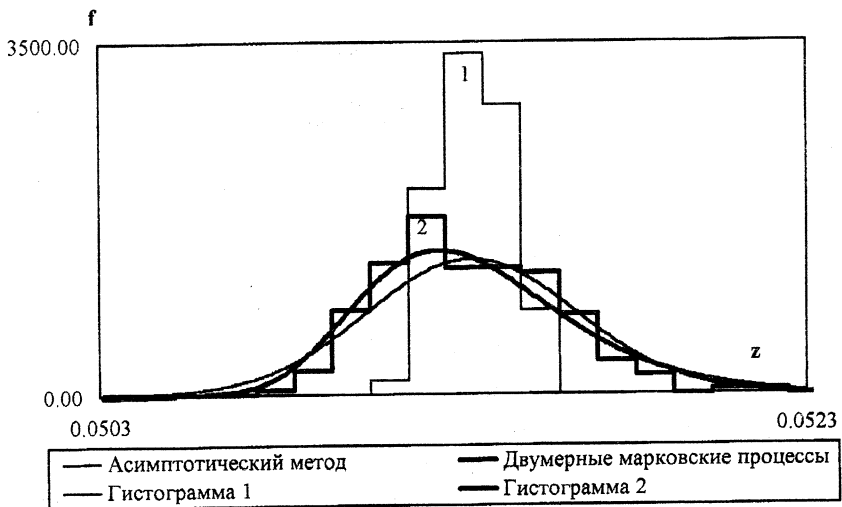 f
3500.00
1
2
z
0.00
0.0503
0.0523
Асимптотический метод
Двумерные марковские процессы
Гистограмма 1
Гистограмма 2